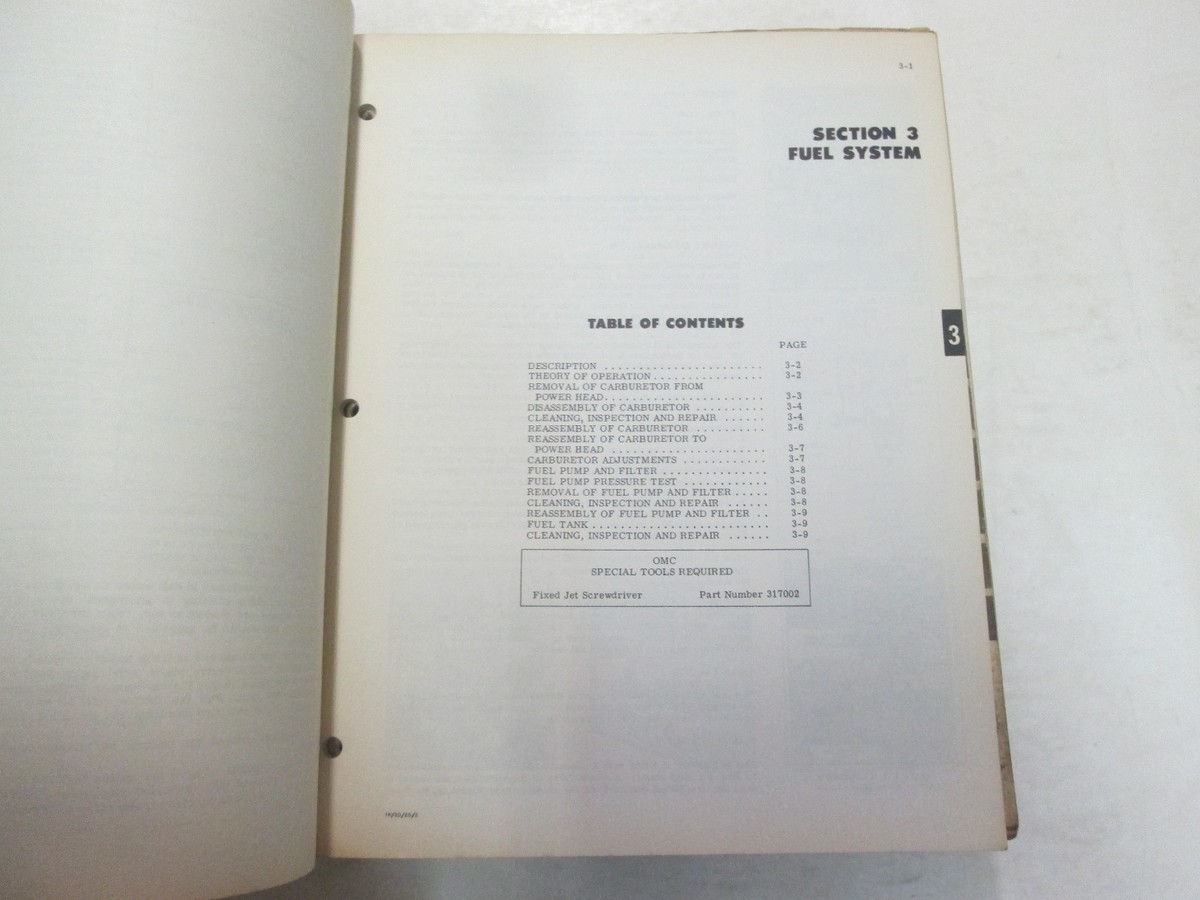 3-1
SECTION 3
FUEL SYSTEM
TABLE OF CONTENTS
PAGE
DESCRIPTION ....................... 3-2
THEORY OF OPERATION ................ 3-2
REMOVAL OF CARBURETOR FROM
POWER HEAD ....................... 3-3
DISASSEMBLY OF CARBURETOR .......... 3-4
CLEANING, INSPECTION AND REPAIR ...... 3-4
REASSEMBLY OF CARBURETOR .......... 3-6
REASSEMBLY OF CARBURETOR TO
POWER HEAD ...................... 3-7
CARBURETOR ADJUSTMENTS ............ 3-7
FUEL PUMP AND FILTER ............... 3-8
FUEL PUMP PRESSURE TEST ............ 3-8
REMOVAL OF FUEL PUMP AND FILTER ..... 3-8
CLEANING, INSPECTION AND REPAIR ...... 3-8
REASSEMBLY OF FUEL PUMP AND FILTER .. 3-9
FUEL TANK ......................... 3-9
CLEANING, INSPECTION AND REPAIR ...... 3-9
OMC
SPECIAL TOOLS REQUIRED
Fixed Jet Screwdriver Part Number 317002
3